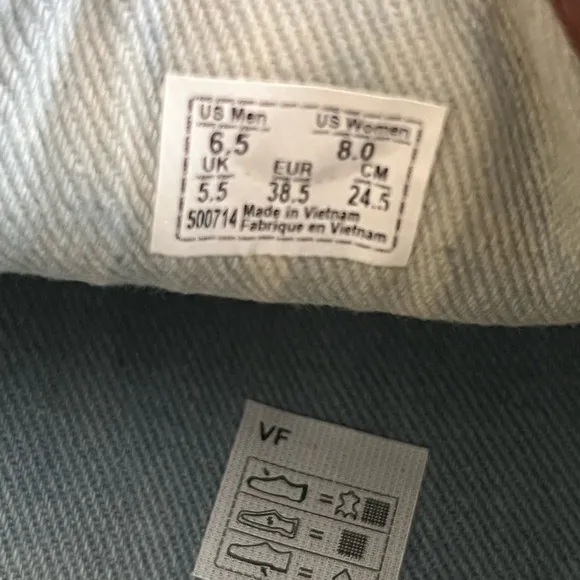 US Men US Women
6.5 8.0
UK EUR CM
5.5 38.5 24.5
500714 Made in Vietnam
Fabrique en Vietnam
VF
=
=
=